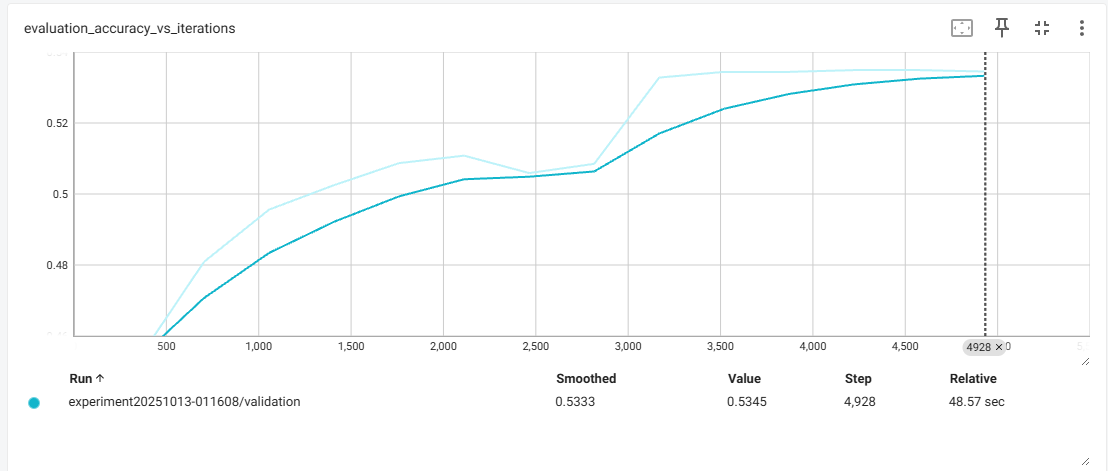 evaluation_accuracy_vs_iterations
0.52
0.5
0.48
500 1,000 1,500 2,000 2,500 3,000 3,500 4,000 4,500 4928 ×
Run ↑ Smoothed Value Step Relative
experiment20251013-011608/validation 0.5333 0.5345 4,928 48.57 sec